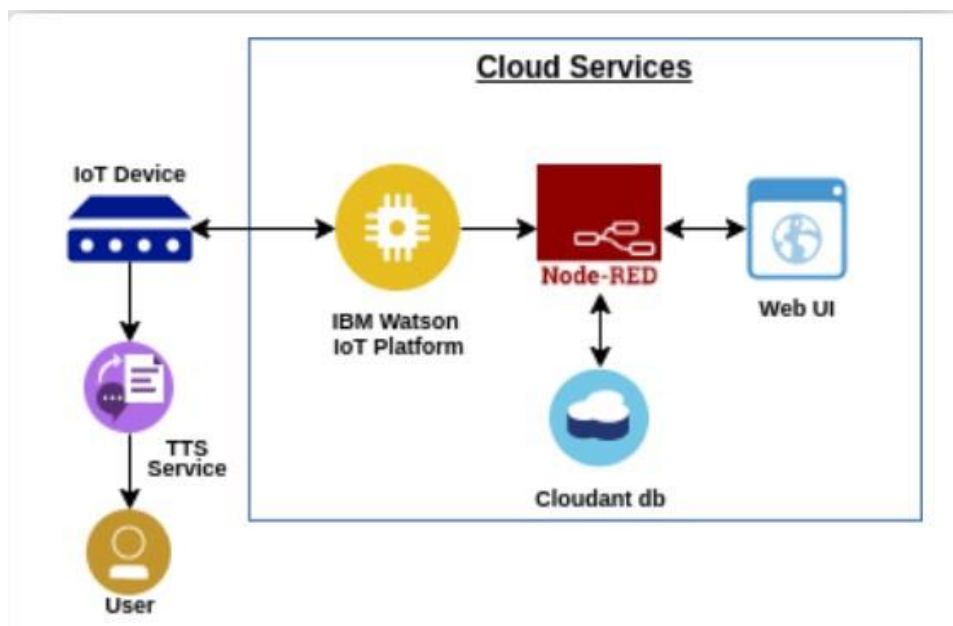 Cloud Services
IoT Device
Node-RED
IBM Watson
IoT Platform
Web UI
TTS
Service
Cloudant db
User